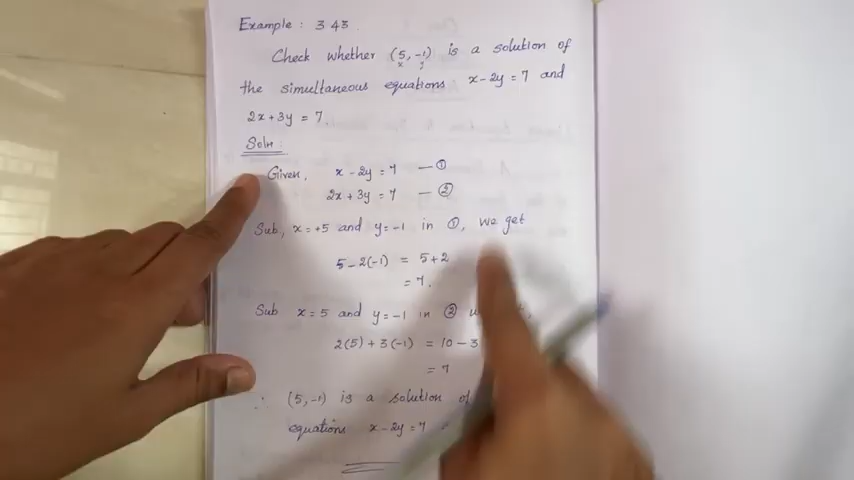 Example : 3.43.
Check whether (5, -1) is a solution of
x y
the simultaneous equations x-2y = 7 and
2x+3y = 7.
Soln :
Given, x - 2y = 7 — ①
2x + 3y = 7 — ②
Sub, x = +5 and y = -1 in ①, we get
5 - 2(-1) = 5+2
= 7.
Sub x = 5 and y = -1 in ②
2(5) + 3(-1) = 10 - 3
= 7
∴ (5, -1) is a solution of
equations x - 2y = 7